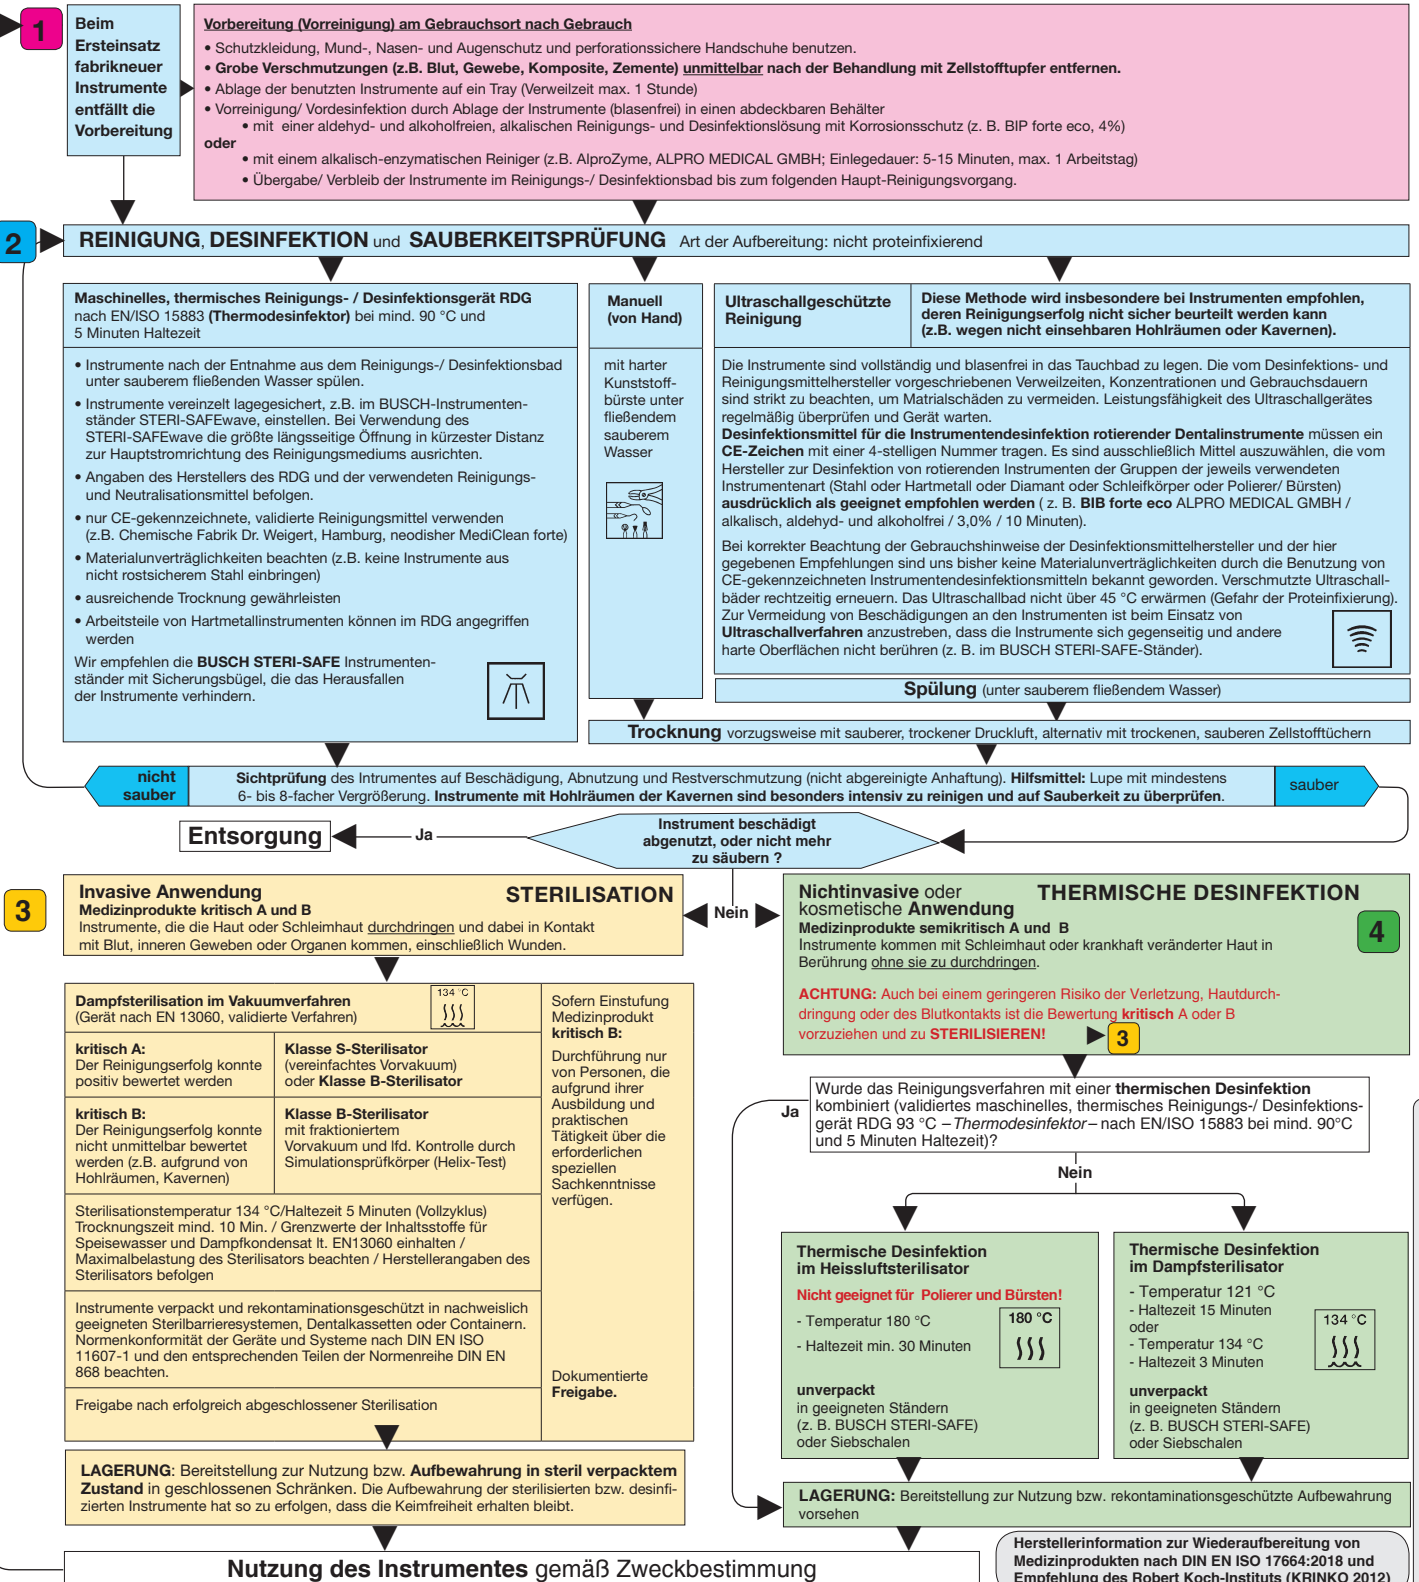 1
Beim
Ersteinsatz
fabrikneuer
Instrumente
entfällt die
Vorbereitung
Vorbereitung (Vorreinigung) am Gebrauchsort nach Gebrauch
• Schutzkleidung, Mund-, Nasen- und Augenschutz und perforationssichere Handschuhe benutzen.
• Grobe Verschmutzungen (z.B. Blut, Gewebe, Komposite, Zemente) unmittelbar nach der Behandlung mit Zellstofftupfer entfernen.
• Ablage der benutzten Instrumente auf ein Tray (Verweilzeit max. 1 Stunde)
• Vorreinigung/ Vordesinfektion durch Ablage der Instrumente (blasenfrei) in einen abdeckbaren Behälter
• mit einer aldehyd- und alkoholfreien, alkalischen Reinigungs- und Desinfektionslösung mit Korrosionsschutz (z. B. BIP forte eco, 4%)
oder
• mit einem alkalisch-enzymatischen Reiniger (z.B. AlproZyme, ALPRO MEDICAL GMBH; Einlegedauer: 5-15 Minuten, max. 1 Arbeitstag)
• Übergabe/ Verbleib der Instrumente im Reinigungs-/ Desinfektionsbad bis zum folgenden Haupt-Reinigungsvorgang.
2
REINIGUNG, DESINFEKTION und SAUBERKEITSPRÜFUNG Art der Aufbereitung: nicht proteinfixierend
Maschinelles, thermisches Reinigungs- / Desinfektionsgerät RDG
nach EN/ISO 15883 (Thermodesinfektor) bei mind. 90 °C und
5 Minuten Haltezeit
• Instrumente nach der Entnahme aus dem Reinigungs-/ Desinfektionsbad
unter sauberem fließenden Wasser spülen.
• Instrumente vereinzelt lagegesichert, z.B. im BUSCH-Instrumenten-
ständer STERI-SAFEwave, einstellen. Bei Verwendung des
STERI-SAFEwave die größte längsseitige Öffnung in kürzester Distanz
zur Hauptstromrichtung des Reinigungsmediums ausrichten.
• Angaben des Herstellers des RDG und der verwendeten Reinigungs-
und Neutralisationsmittel befolgen.
• nur CE-gekennzeichnete, validierte Reinigungsmittel verwenden
(z.B. Chemische Fabrik Dr. Weigert, Hamburg, neodisher MediClean forte)
• Materialunverträglichkeiten beachten (z.B. keine Instrumente aus
nicht rostsicherem Stahl einbringen)
• ausreichende Trocknung gewährleisten
• Arbeitsteile von Hartmetallinstrumenten können im RDG angegriffen
werden
Wir empfehlen die BUSCH STERI-SAFE Instrumenten-
ständer mit Sicherungsbügel, die das Herausfallen
der Instrumente verhindern.
Manuell
(von Hand)
mit harter
Kunststoff-
bürste unter
fließendem
sauberem
Wasser
Ultraschallgeschützte
Reinigung
Diese Methode wird insbesondere bei Instrumenten empfohlen,
deren Reinigungserfolg nicht sicher beurteilt werden kann
(z.B. wegen nicht einsehbaren Hohlräumen oder Kavernen).
Die Instrumente sind vollständig und blasenfrei in das Tauchbad zu legen. Die vom Desinfektions- und
Reinigungsmittelhersteller vorgeschriebenen Verweilzeiten, Konzentrationen und Gebrauchsdauern
sind strikt zu beachten, um Matrialschäden zu vermeiden. Leistungsfähigkeit des Ultraschallgerätes
regelmäßig überprüfen und Gerät warten.
Desinfektionsmittel für die Instrumentendesinfektion rotierender Dentalinstrumente müssen ein
CE-Zeichen mit einer 4-stelligen Nummer tragen. Es sind ausschließlich Mittel auszuwählen, die vom
Hersteller zur Desinfektion von rotierenden Instrumenten der Gruppen der jeweils verwendeten
Instrumentenart (Stahl oder Hartmetall oder Diamant oder Schleifkörper oder Polierer/ Bürsten)
ausdrücklich als geeignet empfohlen werden ( z. B. BIB forte eco ALPRO MEDICAL GMBH /
alkalisch, aldehyd- und alkoholfrei / 3,0% / 10 Minuten).
Bei korrekter Beachtung der Gebrauchshinweise der Desinfektionsmittelhersteller und der hier
gegebenen Empfehlungen sind uns bisher keine Materialunverträglichkeiten durch die Benutzung von
CE-gekennzeichneten Instrumentendesinfektionsmitteln bekannt geworden. Verschmutzte Ultraschall-
bäder rechtzeitig erneuern. Das Ultraschallbad nicht über 45 °C erwärmen (Gefahr der Proteinfixierung).
Zur Vermeidung von Beschädigungen an den Instrumenten ist beim Einsatz von
Ultraschallverfahren anzustreben, dass die Instrumente sich gegenseitig und andere
harte Oberflächen nicht berühren (z. B. im BUSCH STERI-SAFE-Ständer).
Spülung (unter sauberem fließendem Wasser)
Trocknung vorzugsweise mit sauberer, trockener Druckluft, alternativ mit trockenen, sauberen Zellstofftüchern
nicht
sauber
Sichtprüfung des Intrumentes auf Beschädigung, Abnutzung und Restverschmutzung (nicht abgereinigte Anhaftung). Hilfsmittel: Lupe mit mindestens
6- bis 8-facher Vergrößerung. Instrumente mit Hohlräumen der Kavernen sind besonders intensiv zu reinigen und auf Sauberkeit zu überprüfen.
sauber
Entsorgung
Ja
Instrument beschädigt
abgenutzt, oder nicht mehr
zu säubern ?
Nein
3
Invasive Anwendung STERILISATION
Medizinprodukte kritisch A und B
Instrumente, die die Haut oder Schleimhaut durchdringen und dabei in Kontakt
mit Blut, inneren Geweben oder Organen kommen, einschließlich Wunden.
Dampfsterilisation im Vakuumverfahren
(Gerät nach EN 13060, validierte Verfahren)
134 °C
kritisch A:
Der Reinigungserfolg konnte
positiv bewertet werden
Klasse S-Sterilisator
(vereinfachtes Vorvakuum)
oder Klasse B-Sterilisator
kritisch B:
Der Reinigungserfolg konnte
nicht unmittelbar bewertet
werden (z.B. aufgrund von
Hohlräumen, Kavernen)
Klasse B-Sterilisator
mit fraktioniertem
Vorvakuum und lfd. Kontrolle durch
Simulationsprüfkörper (Helix-Test)
Sterilisationstemperatur 134 °C/Haltezeit 5 Minuten (Vollzyklus)
Trocknungszeit mind. 10 Min. / Grenzwerte der Inhaltsstoffe für
Speisewasser und Dampfkondensat lt. EN13060 einhalten /
Maximalbelastung des Sterilisators beachten / Herstellerangaben des
Sterilisators befolgen
Instrumente verpackt und rekontaminationsgeschützt in nachweislich
geeigneten Sterilbarrieresystemen, Dentalkassetten oder Containern.
Normenkonformität der Geräte und Systeme nach DIN EN ISO
11607-1 und den entsprechenden Teilen der Normenreihe DIN EN
868 beachten.
Freigabe nach erfolgreich abgeschlossener Sterilisation
Sofern Einstufung
Medizinprodukt
kritisch B:
Durchführung nur
von Personen, die
aufgrund ihrer
Ausbildung und
praktischen
Tätigkeit über die
erforderlichen
speziellen
Sachkenntnisse
verfügen.
Dokumentierte
Freigabe.
LAGERUNG: Bereitstellung zur Nutzung bzw. Aufbewahrung in steril verpacktem
Zustand in geschlossenen Schränken. Die Aufbewahrung der sterilisierten bzw. desinfi-
zierten Instrumente hat so zu erfolgen, dass die Keimfreiheit erhalten bleibt.
Nichtinvasive oder THERMISCHE DESINFEKTION
kosmetische Anwendung
Medizinprodukte semikritisch A und B
Instrumente kommen mit Schleimhaut oder krankhaft veränderter Haut in
Berührung ohne sie zu durchdringen.
4
ACHTUNG: Auch bei einem geringeren Risiko der Verletzung, Hautdurch-
dringung oder des Blutkontakts ist die Bewertung kritisch A oder B
vorzuziehen und zu STERILISIEREN!
3
Wurde das Reinigungsverfahren mit einer thermischen Desinfektion
kombiniert (validiertes maschinelles, thermisches Reinigungs-/ Desinfektions-
gerät RDG 93 °C – Thermodesinfektor – nach EN/ISO 15883 bei mind. 90°C
und 5 Minuten Haltezeit)?
Ja
Nein
Thermische Desinfektion
im Heissluftsterilisator
Nicht geeignet für Polierer und Bürsten!
- Temperatur 180 °C
- Haltezeit min. 30 Minuten
180 °C
unverpackt
in geeigneten Ständern
(z. B. BUSCH STERI-SAFE)
oder Siebschalen
Thermische Desinfektion
im Dampfsterilisator
- Temperatur 121 °C
- Haltezeit 15 Minuten
oder
- Temperatur 134 °C
- Haltezeit 3 Minuten
134 °C
unverpackt
in geeigneten Ständern
(z. B. BUSCH STERI-SAFE)
oder Siebschalen
LAGERUNG: Bereitstellung zur Nutzung bzw. rekontaminationsgeschützte Aufbewahrung
vorsehen
Nutzung des Instrumentes gemäß Zweckbestimmung
Herstellerinformation zur Wiederaufbereitung von
Medizinprodukten nach DIN EN ISO 17664:2018 und
Empfehlung des Robert Koch-Instituts (KRINKO 2012)